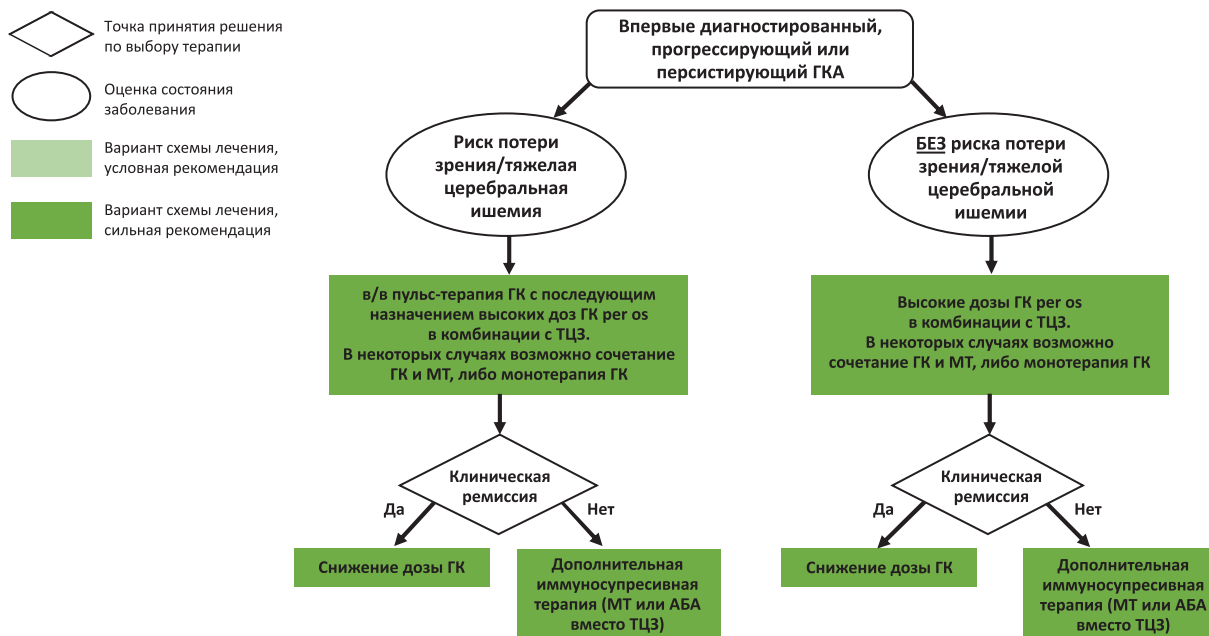 Точка принятия решения
по выбору терапии
Оценка состояния
заболевания
Вариант схемы лечения,
условная рекомендация
Вариант схемы лечения,
сильная рекомендация
Впервые диагностированный,
прогрессирующий или
персистирующий ГКА
Риск потери
зрения/тяжелая
церебральная
ишемия
БЕЗ риска потери
зрения/тяжелой
церебральной
ишемии
в/в пульс-терапия ГК с последующим
назначением высоких доз ГК per os
в комбинации с ТЦЗ.
В некоторых случаях возможно сочетание
ГК и МТ, либо монотерапия ГК
Высокие дозы ГК per os
в комбинации с ТЦЗ.
В некоторых случаях возможно
сочетание ГК и МТ, либо монотерапия ГК
Клиническая
ремиссия
Да
Нет
Клиническая
ремиссия
Да
Нет
Снижение дозы ГК
Дополнительная
иммуносупресивная
терапия (МТ или АБА
вместо ТЦЗ)
Снижение дозы ГК
Дополнительная
иммуносупресивная
терапия (МТ или АБА
вместо ТЦЗ)